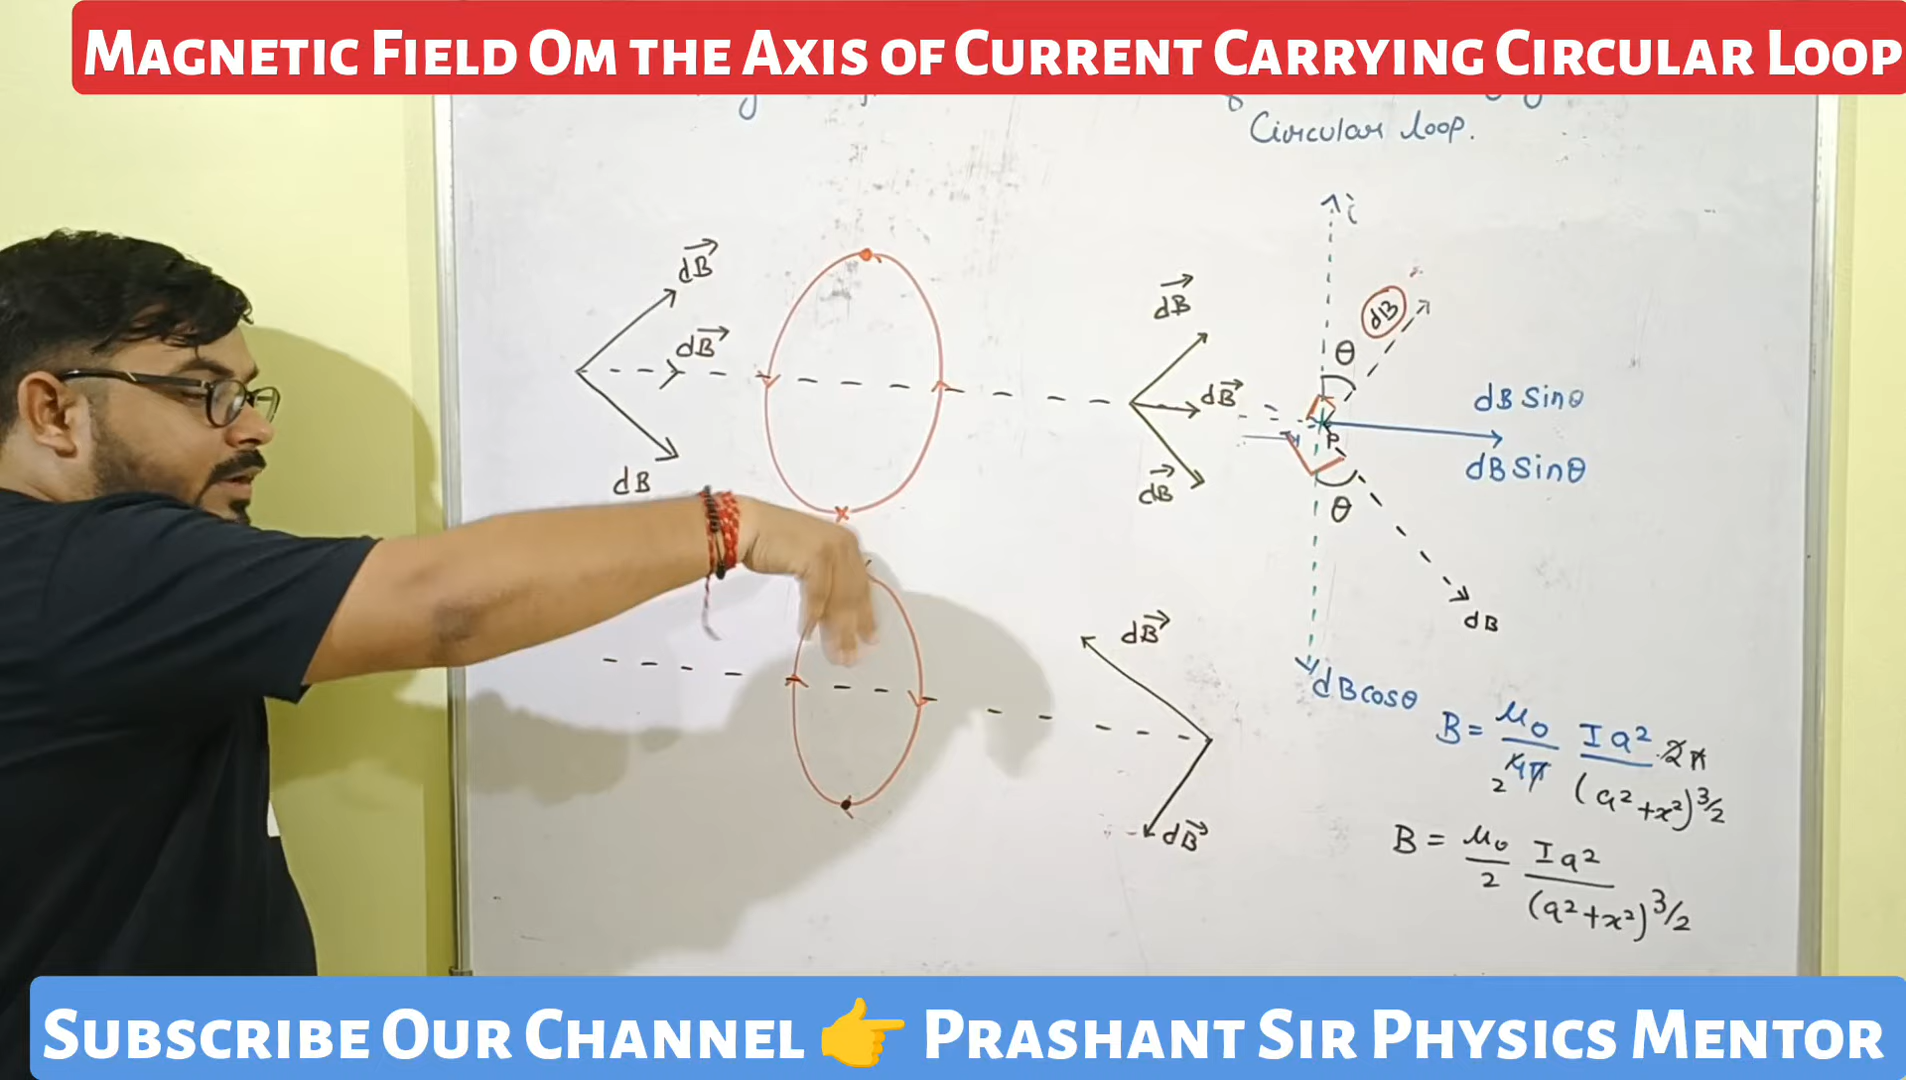 MAGNETIC FIELD OM THE AXIS OF CURRENT CARRYING CIRCULAR LOOP
Circular loop.
i
dB
dB
dB
dB
dB
dB
dB
θ
P
θ
dB Sinθ
dB Sinθ
dB
dBcosθ
dB
dB
B = μ₀/4π Ia²/(a²+x²)^3/2 . 2π
2
B = μ₀/2 Ia²/(a²+x²)^3/2
SUBSCRIBE OUR CHANNEL 👉 PRASHANT SIR PHYSICS MENTOR